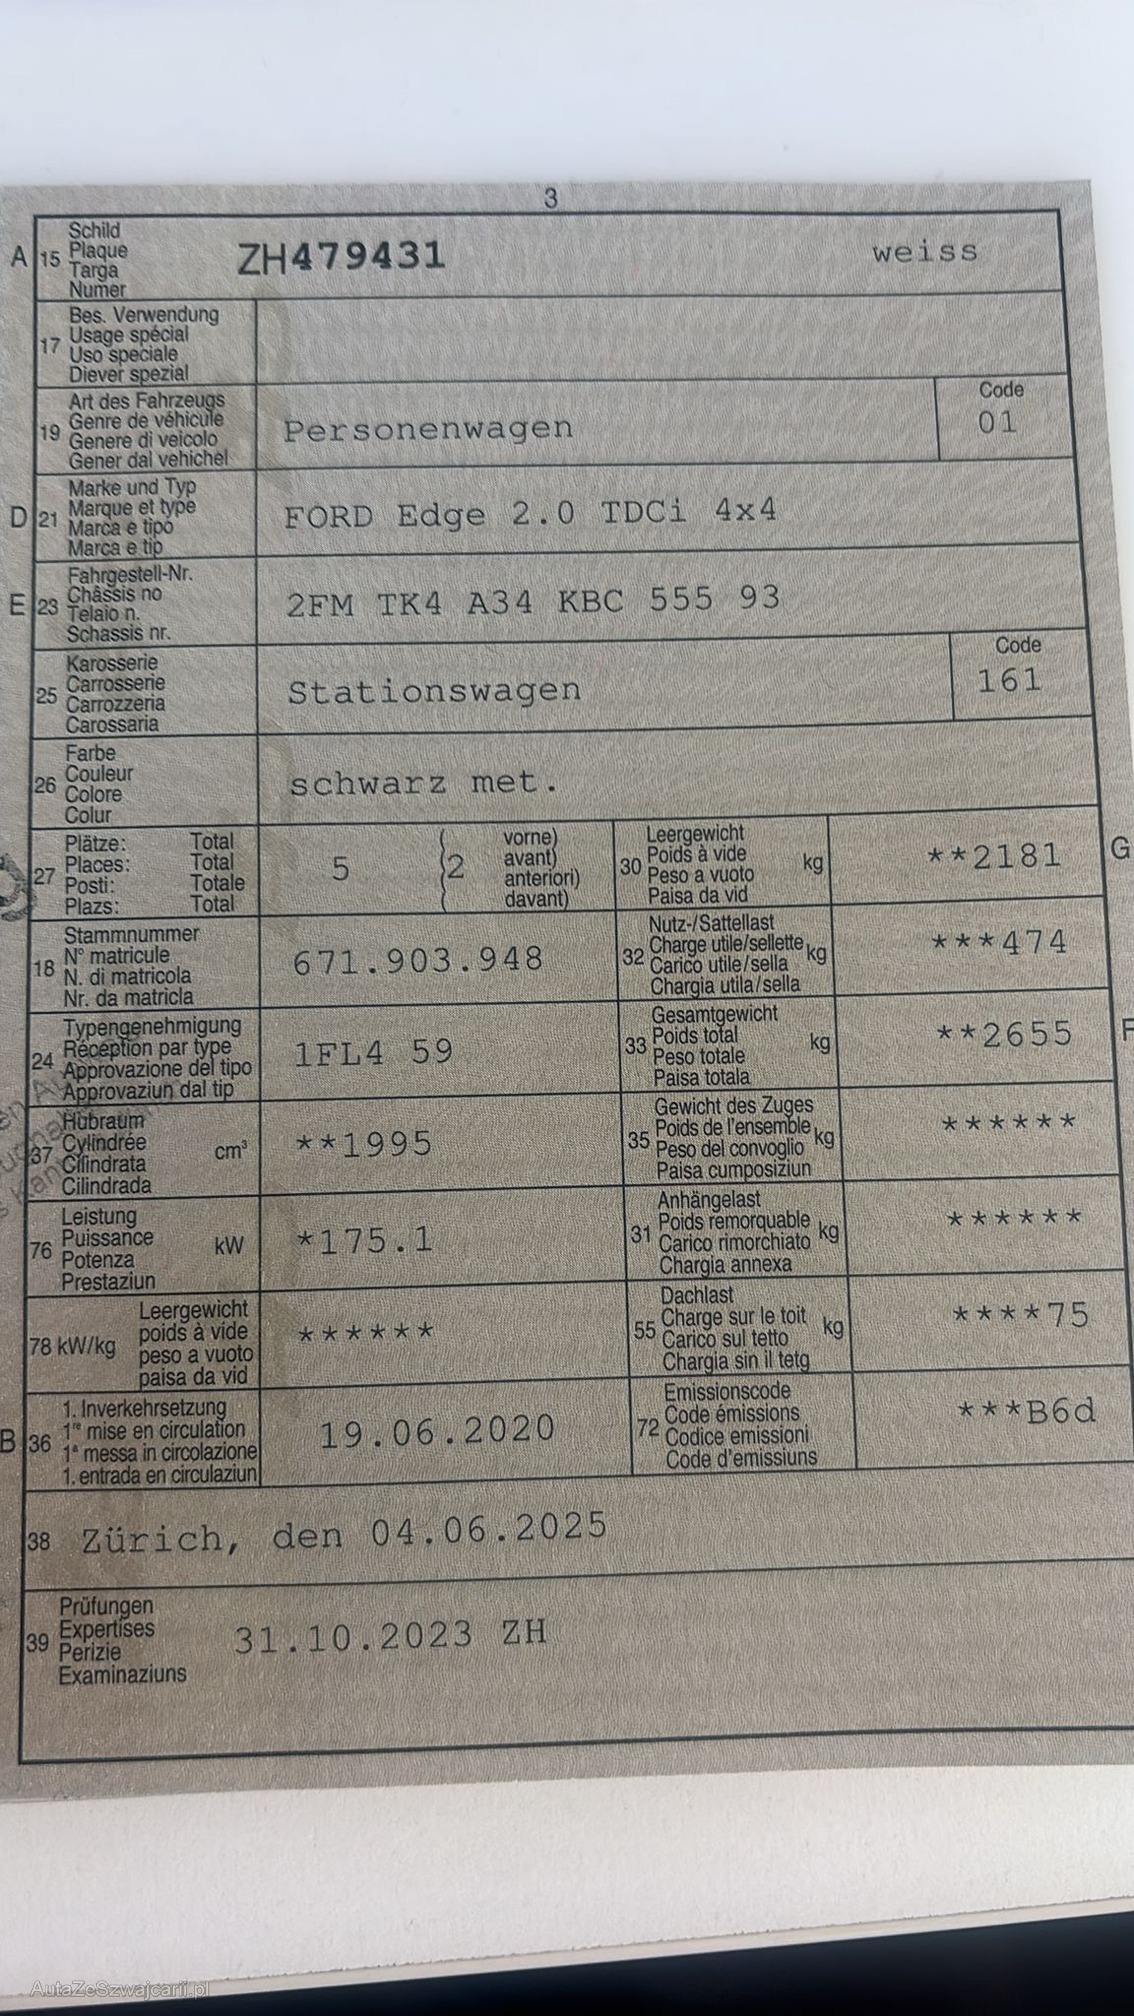 3
A 15 Schild
Plaque
Targa
Numer
ZH479431 weiss
17 Bes. Verwendung
Usage spécial
Uso speciale
Diever spezial
19 Art des Fahrzeugs
Genre de véhicule
Genere di veicolo
Gener dal vehichel
Personenwagen
Code
01
D 21 Marke und Typ
Marque et type
Marca e tipo
Marca e tip
FORD Edge 2.0 TDCi 4x4
E 23 Fahrgestell-Nr.
Châssis no
Telaio n.
Schassis nr.
2FM TK4 A34 KBC 555 93
25 Karosserie
Carrosserie
Carrozzeria
Carossaria
Stationswagen
Code
161
26 Farbe
Couleur
Colore
Colur
schwarz met.
27 Plätze: Total
Places: Total
Posti: Totale
Plazs: Total
5 (2 vorne)
avant)
anteriori)
davant)
30 Leergewicht
Poids à vide
Peso a vuoto
Paisa da vid
kg
**2181 G
18 Stammnummer
N° matricule
N. di matricola
Nr. da matricla
671.903.948
32 Nutz-/Sattellast
Charge utile/sellette
Carico utile/sella
Chargia utila/sella
kg
***474
24 Typengenehmigung
Réception par type
Approvazione del tipo
Approvaziun dal tip
1FL4 59
33 Gesamtgewicht
Poids total
Peso totale
Paisa totala
kg
**2655 F
37 Hubraum
Cylindrée
Cilindrata
Cilindrada
cm³
**1995
35 Gewicht des Zuges
Poids de l'ensemble
Peso del convoglio
Paisa cumposiziun
kg
******
76 Leistung
Puissance
Potenza
Prestaziun
kW
*175.1
31 Anhängelast
Poids remorquable
Carico rimorchiato
Chargia annexa
kg
******
78 kW/kg Leergewicht
poids à vide
peso a vuoto
paisa da vid
******
55 Dachlast
Charge sur le toit
Carico sul tetto
Chargia sin il tetg
kg
****75
B 36 1. Inverkehrsetzung
1re mise en circulation
1a messa in circolazione
1. entrada en circulaziun
19.06.2020
72 Emissionscode
Code émissions
Codice emissioni
Code d'emissiuns
***B6d
38 Zürich, den 04.06.2025
39 Prüfungen
Expertises
Perizie
Examinaziuns
31.10.2023 ZH
AutaZeSzwajcarii.pl